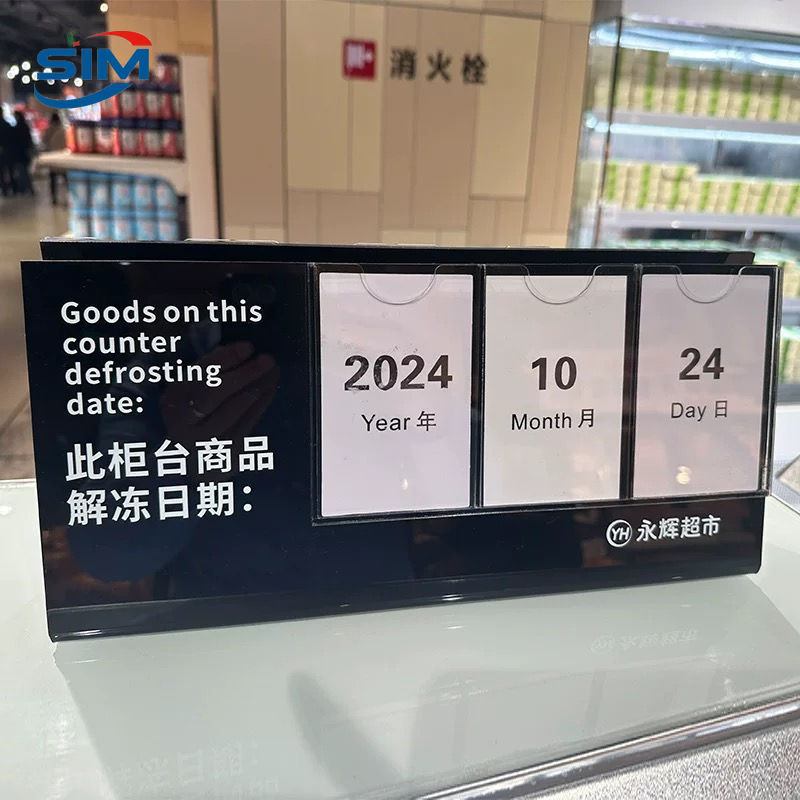 SIM
消火栓
Goods on this
counter
defrosting
date:
此柜台商品
解冻日期：
2024
Year 年
10
Month 月
24
Day 日
YH 永辉超市